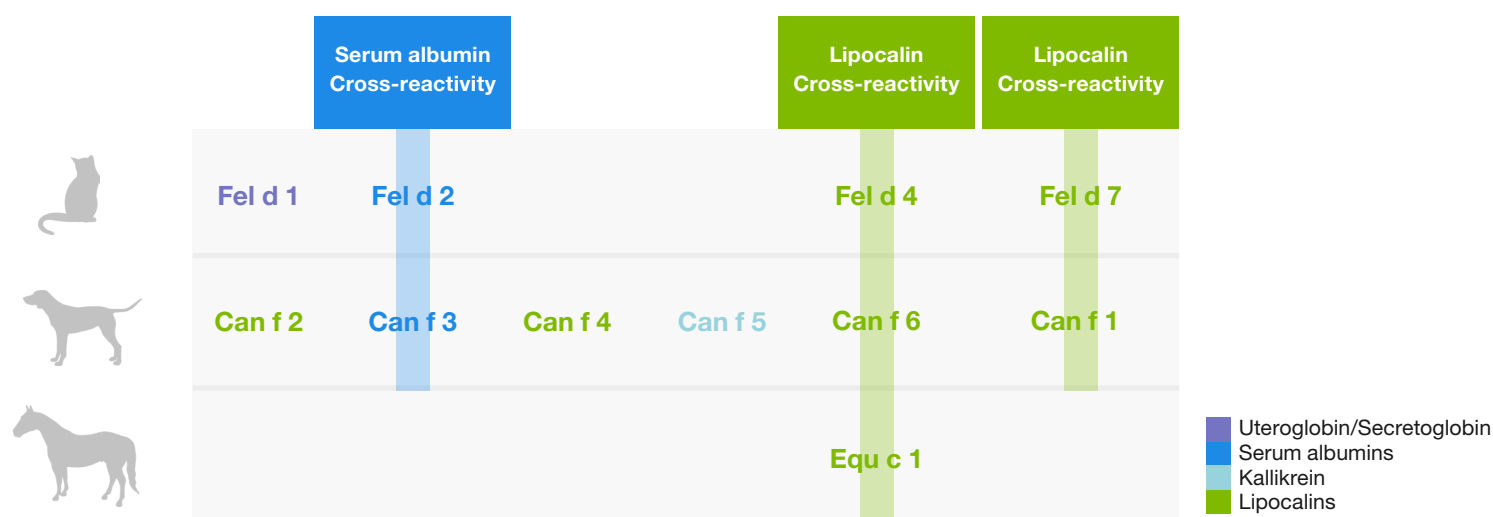 Serum albumin
Cross-reactivity
Lipocalin
Cross-reactivity
Lipocalin
Cross-reactivity
Fel d 1
Fel d 2
Fel d 4
Fel d 7
Can f 2
Can f 3
Can f 4
Can f 5
Can f 6
Can f 1
Equ c 1
Uteroglobin/Secretoglobin
Serum albumins
Kallikrein
Lipocalins